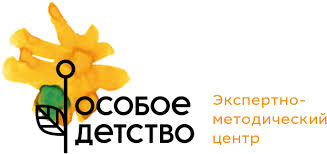 ОСОБОЕ
ДЕТСТВО
Экспертно-
методический
центр